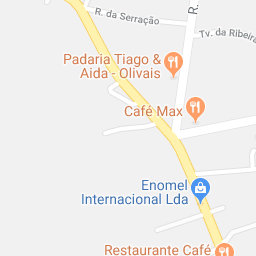 R. da Serração
Tv. da Ribeira
R.
Padaria Tiago &
Aida - Olivais
Café Max
Enomel
Internacional Lda
Restaurante Café